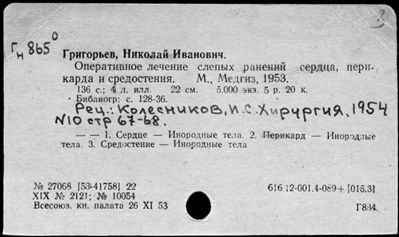 Гн 865
Григорьев, Николай Иванович.
Оперативное лечение слепых ранений сердца, пери-
карда и средостения. М., Медгиз, 1953.
136 с.; 4 л. илл. 22 см. 5.000 экз. 5 р. 20 к.
Библиогр: с. 128-36.
Рец.: Колесников, И.С. Хирургия, 1954
№10 стр 67-68.
— — 1. Сердце — Инородные тела. 2. Перикард — Инородные
тела. 3. Средостение — Инородные тела
№ 27068 [53-41758] 22 616.12-001.4-089+ [016.3]
XIX № 2121; № 10054
Всесоюз. кн. палата 26 XI 53 Г834